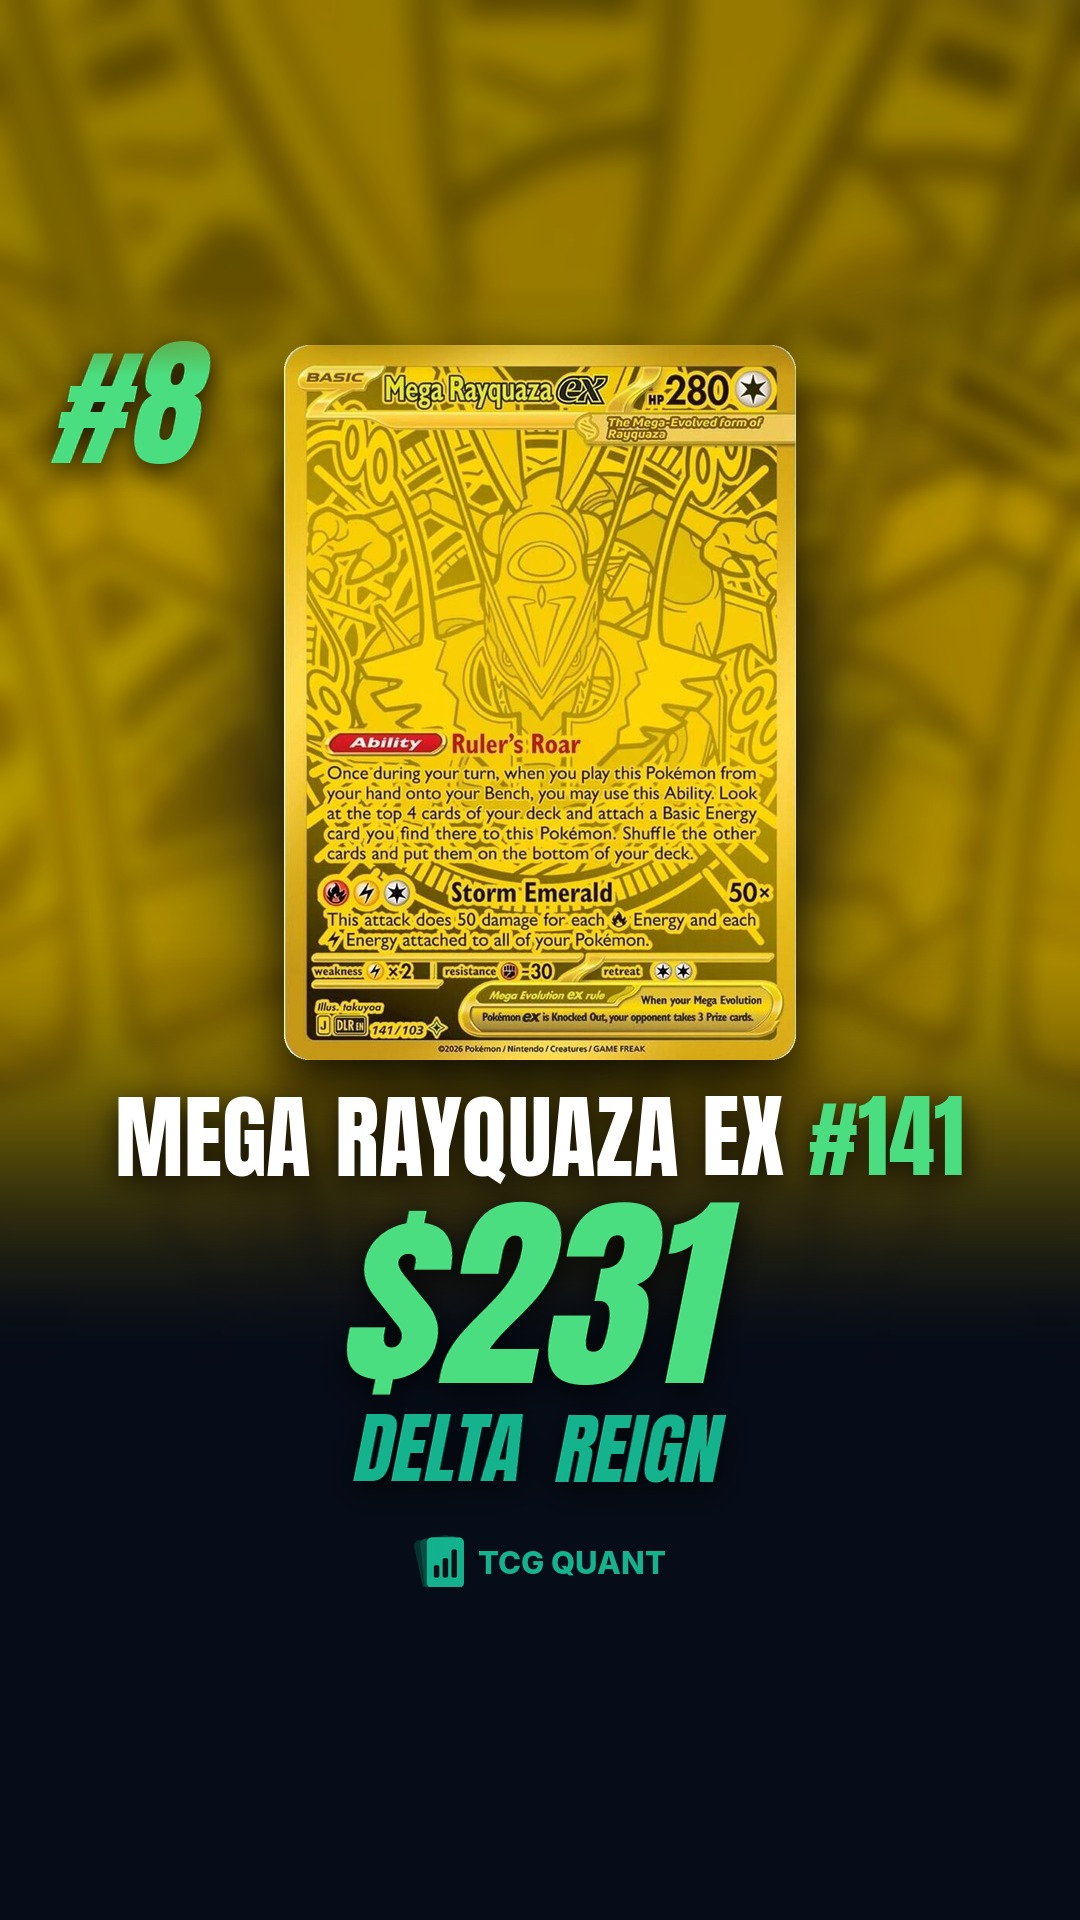 #8
BASIC Mega Rayquaza ex HP 280
The Mega-Evolved form of
Rayquaza
Ability Ruler's Roar
Once during your turn, when you play this Pokémon from
your hand onto your Bench, you may use this Ability. Look
at the top 4 cards of your deck and attach a Basic Energy
card you find there to this Pokémon. Shuffle the other
cards and put them on the bottom of your deck.
Storm Emerald 50×
This attack does 50 damage for each Energy and each
Energy attached to all of your Pokémon.
weakness ×2 resistance -30 retreat
Mega Evolution ex rule When your Mega Evolution
Pokémon ex is Knocked Out, your opponent takes 3 Prize cards.
Illus. takuyoa
J DLR EN 141/103
©2026 Pokémon / Nintendo / Creatures / GAME FREAK
MEGA RAYQUAZA EX #141
$231
DELTA REIGN
TCG QUANT